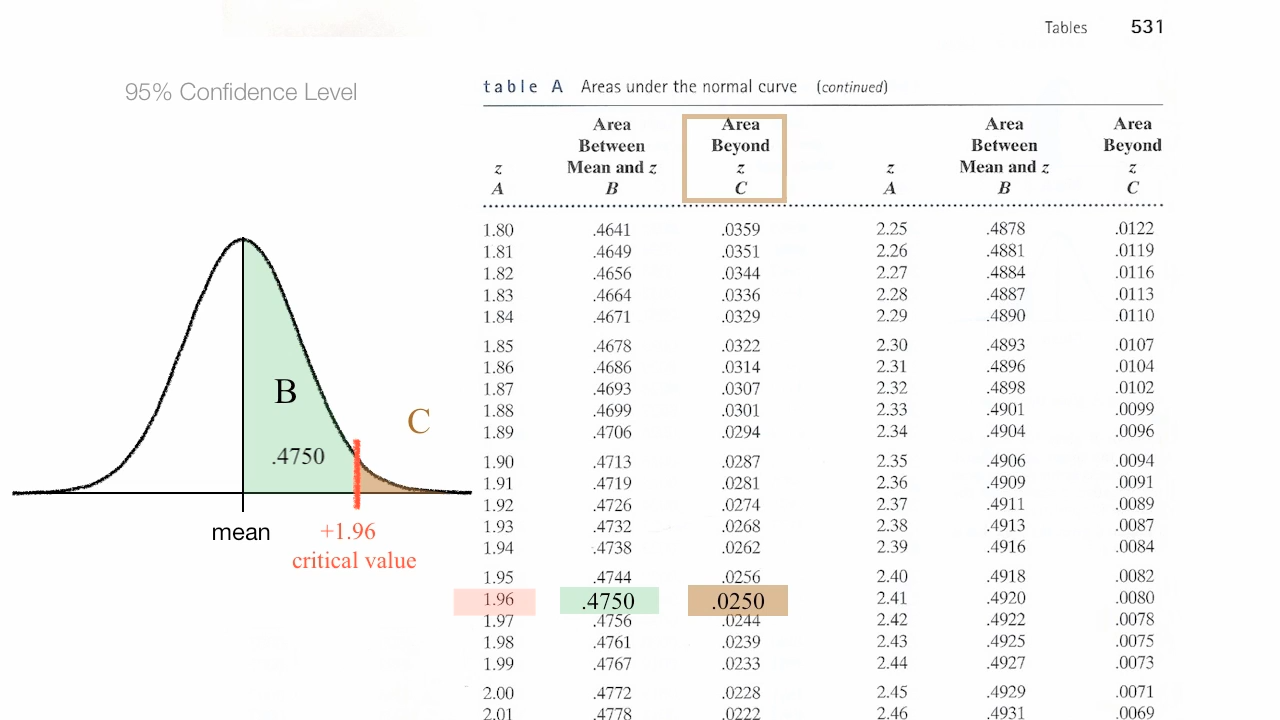 Tables 531
95% Confidence Level
table A Areas under the normal curve (continued)
Area Area Area Area
Between Beyond Between Beyond
z Mean and z z z Mean and z z
A B C A B C
1.80 .4641 .0359 2.25 .4878 .0122
1.81 .4649 .0351 2.26 .4881 .0119
1.82 .4656 .0344 2.27 .4884 .0116
1.83 .4664 .0336 2.28 .4887 .0113
1.84 .4671 .0329 2.29 .4890 .0110
1.85 .4678 .0322 2.30 .4893 .0107
1.86 .4686 .0314 2.31 .4896 .0104
1.87 .4693 .0307 2.32 .4898 .0102
1.88 .4699 .0301 2.33 .4901 .0099
1.89 .4706 .0294 2.34 .4904 .0096
1.90 .4713 .0287 2.35 .4906 .0094
1.91 .4719 .0281 2.36 .4909 .0091
1.92 .4726 .0274 2.37 .4911 .0089
1.93 .4732 .0268 2.38 .4913 .0087
1.94 .4738 .0262 2.39 .4916 .0084
1.95 .4744 .0256 2.40 .4918 .0082
1.96 .4750 .0250 2.41 .4920 .0080
1.97 .4756 .0244 2.42 .4922 .0078
1.98 .4761 .0239 2.43 .4925 .0075
1.99 .4767 .0233 2.44 .4927 .0073
2.00 .4772 .0228 2.45 .4929 .0071
2.01 .4778 .0222 2.46 .4931 .0069
B
C
.4750
mean
+1.96
critical value